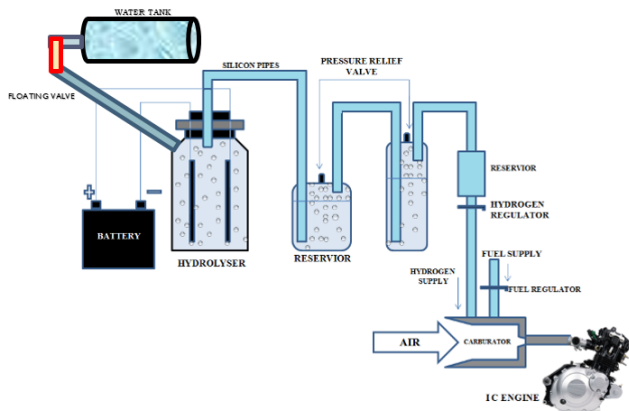 WATER TANK
PRESSURE RELIEF
VALVE
SILICON PIPES
FLOATING VALVE
RESERVIOR
+
−
HYDROGEN
REGULATOR
BATTERY
HYDROLYSER
RESERVIOR
FUEL SUPPLY
HYDROGEN
SUPPLY
FUEL REGULATOR
AIR
CARBURATOR
I C ENGINE